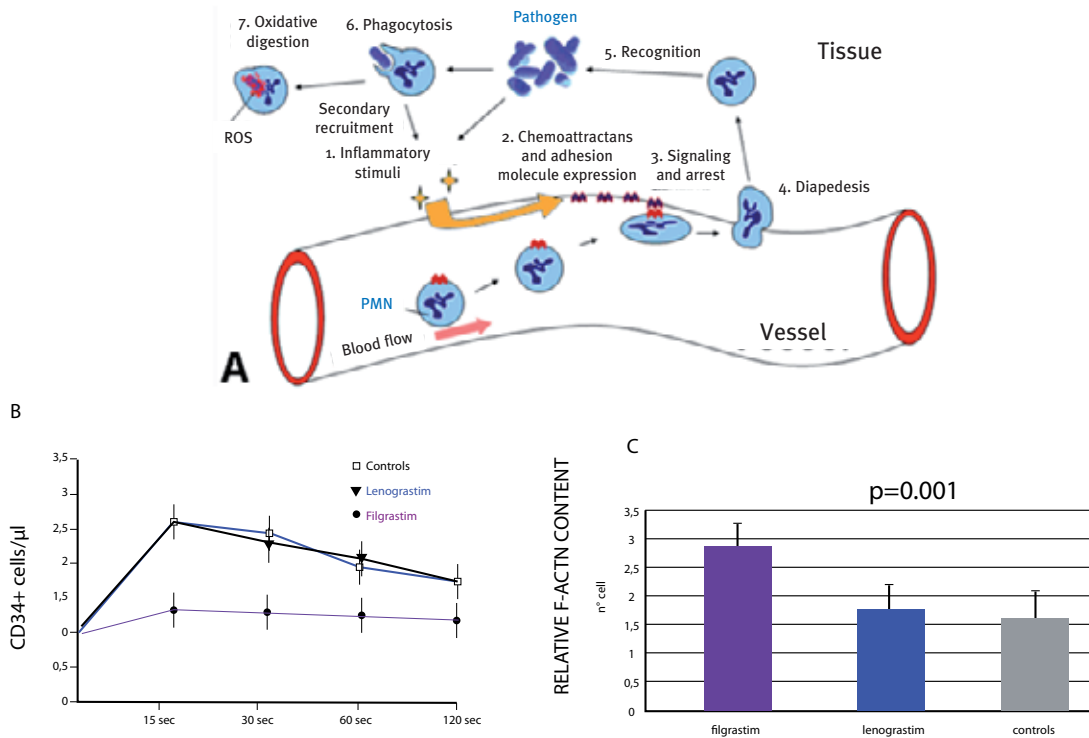 7. Oxidative
digestion
6. Phagocytosis
Pathogen
5. Recognition
Tissue
ROS
Secondary
recruitment
1. Inflammatory
stimuli
2. Chemoattractans
and adhesion
molecule expression
3. Signaling
and arrest
4. Diapedesis
PMN
Blood flow
Vessel
A
B
CD34+ cells/µl
3,5
3
2,5
2
1,5
0
0,5
0
15 sec
30 sec
60 sec
120 sec
Controls
Lenograstim
Filgrastim
C
p=0.001
RELATIVE F-ACTN CONTENT
n° cell
3,5
3
2,5
2
1,5
1
0,5
0
filgrastim
lenograstim
controls